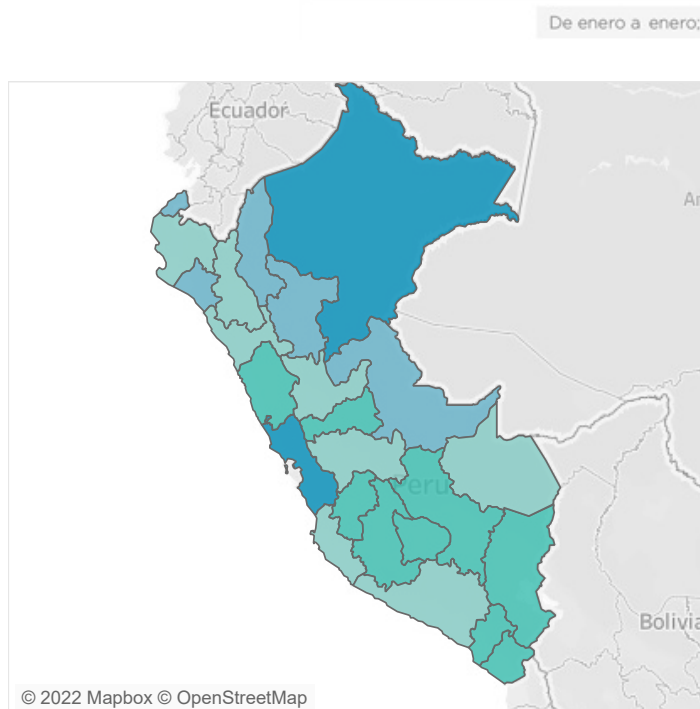 De enero a enero;
Ecuador
Peru
Bolivia
© 2022 Mapbox © OpenStreetMap